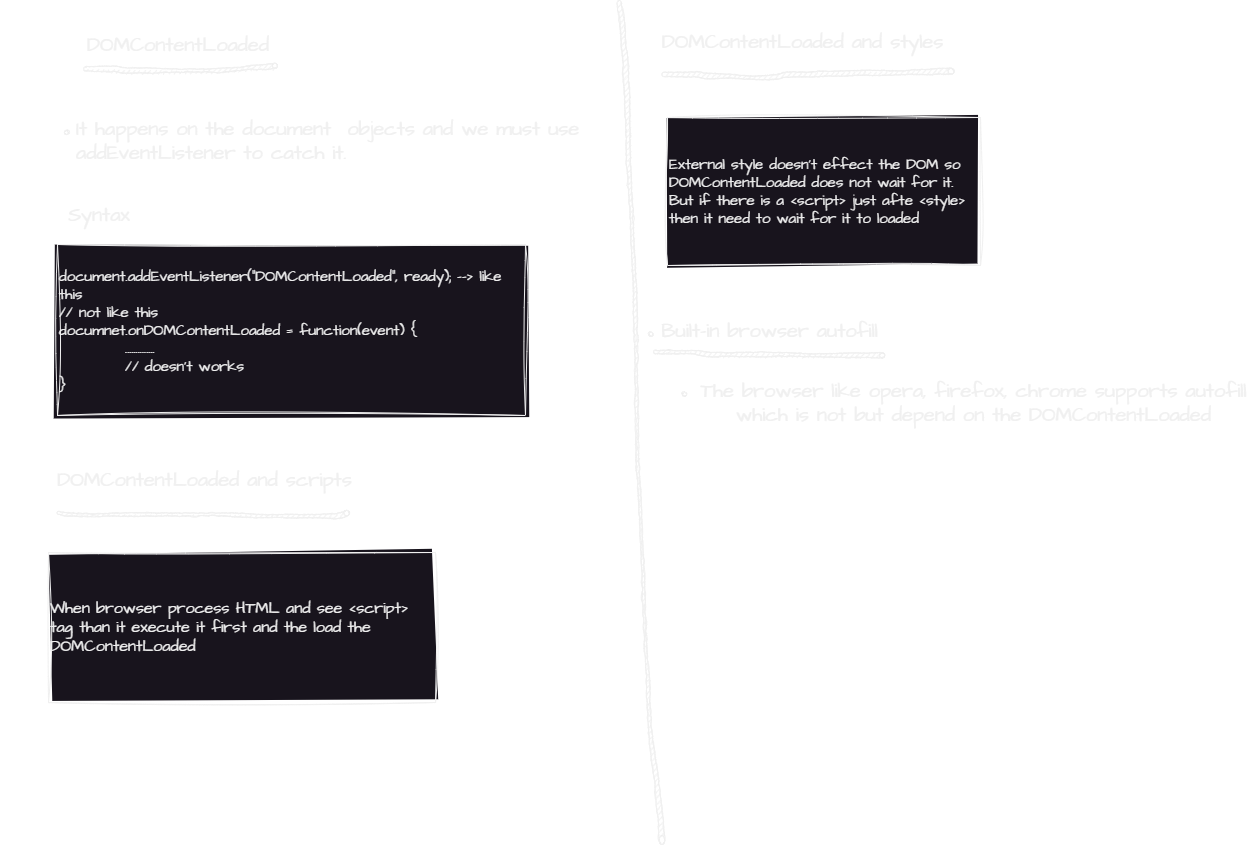 DOMContentLoaded
It happens on the document objects and we must use
addEventListener to catch it.
Syntax
document.addEventListener("DOMContentLoaded", ready); --> like
this
// not like this
documnet.onDOMContentLoaded = function(event) {
..............
// doesn't works
}
DOMContentLoaded and scripts
When browser process HTML and see <script>
tag than it execute it first and the load the
DOMContentLoaded
DOMContentLoaded and styles
External style doesn't effect the DOM so
DOMContentLoaded does not wait for it.
But if there is a <script> just afte <style>
then it need to wait for it to loaded
Built-in browser autofill
The browser like opera, firefox, chrome supports autofill
which is not but depend on the DOMContentLoaded